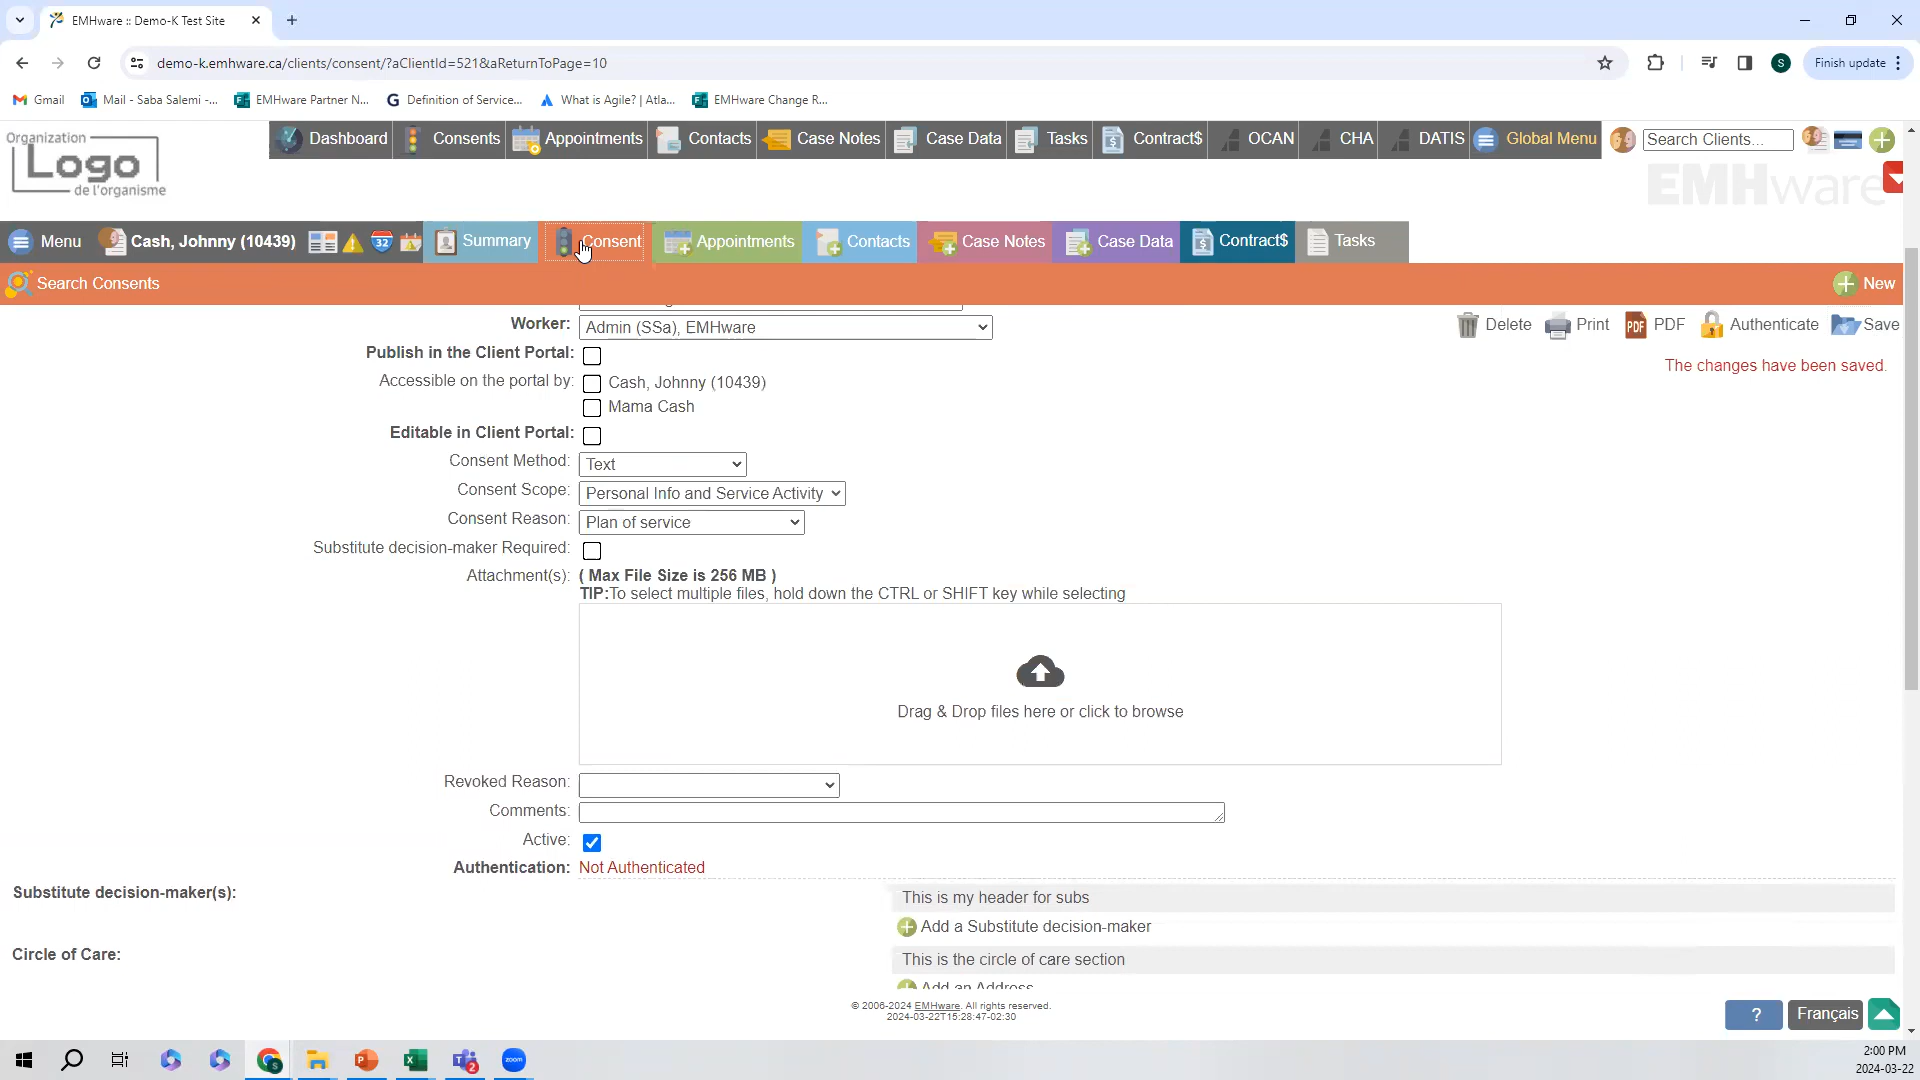 EMHware :: Demo-K Test Site
demo-k.emhware.ca/clients/consent/?aClientId=521&aReturnToPage=10
S
Finish update
Gmail
Mail - Saba Salemi -...
EMHware Partner N...
Definition of Service...
What is Agile? | Atla...
EMHware Change R...
Organization
Logo
de l'organisme
Dashboard
Consents
Appointments
Contacts
Case Notes
Case Data
Tasks
Contract$
OCAN
CHA
DATIS
Global Menu
Search Clients...
EMHware
Menu
Cash, Johnny (10439)
32
Summary
Consent
Appointments
Contacts
Case Notes
Case Data
Contract$
Tasks
Search Consents
New
Worker: Admin (SSa), EMHware
Delete
Print
PDF PDF
Authenticate
Save
Publish in the Client Portal:
The changes have been saved.
Accessible on the portal by: Cash, Johnny (10439)
Mama Cash
Editable in Client Portal:
Consent Method: Text
Consent Scope: Personal Info and Service Activity
Consent Reason: Plan of service
Substitute decision-maker Required:
Attachment(s): ( Max File Size is 256 MB )
TIP:To select multiple files, hold down the CTRL or SHIFT key while selecting
Drag & Drop files here or click to browse
Revoked Reason:
Comments:
Active:
Authentication: Not Authenticated
Substitute decision-maker(s): This is my header for subs
Add a Substitute decision-maker
Circle of Care: This is the circle of care section
Add an Address
© 2006-2024 EMHware. All rights reserved.
2024-03-22T15:28:47-02:30
?
Français
2:00 PM
2024-03-22